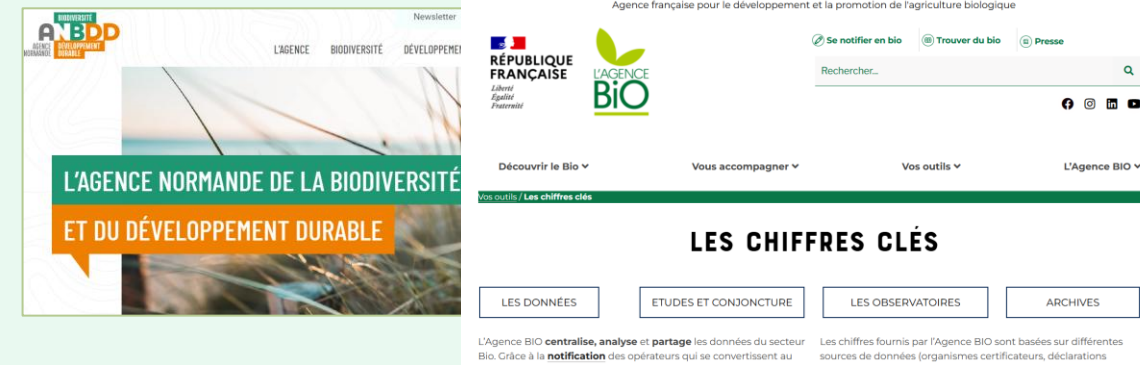 BIODIVERSITÉ
ANBDD
AGENCE NORMANDE
DÉVELOPPEMENT DURABLE
Newsletter
L'AGENCE BIODIVERSITÉ DÉVELOPPEMEN
L'AGENCE NORMANDE DE LA BIODIVERSITÉ
ET DU DÉVELOPPEMENT DURABLE
Agence française pour le développement et la promotion de l'agriculture biologique
RÉPUBLIQUE
FRANÇAISE
Liberté
Égalité
Fraternité
L'AGENCE
BiO
Se notifier en bio Trouver du bio Presse
Rechercher...
Découvrir le Bio Vous accompagner Vos outils L'Agence BIO
Vos outils / Les chiffres clés
LES CHIFFRES CLÉS
LES DONNÉES ETUDES ET CONJONCTURE LES OBSERVATOIRES ARCHIVES
L'Agence BIO centralise, analyse et partage les données du secteur
Bio. Grâce à la notification des opérateurs qui se convertissent au
Les chiffres fournis par l'Agence BIO sont basées sur différentes
sources de données (organismes certificateurs, déclarations